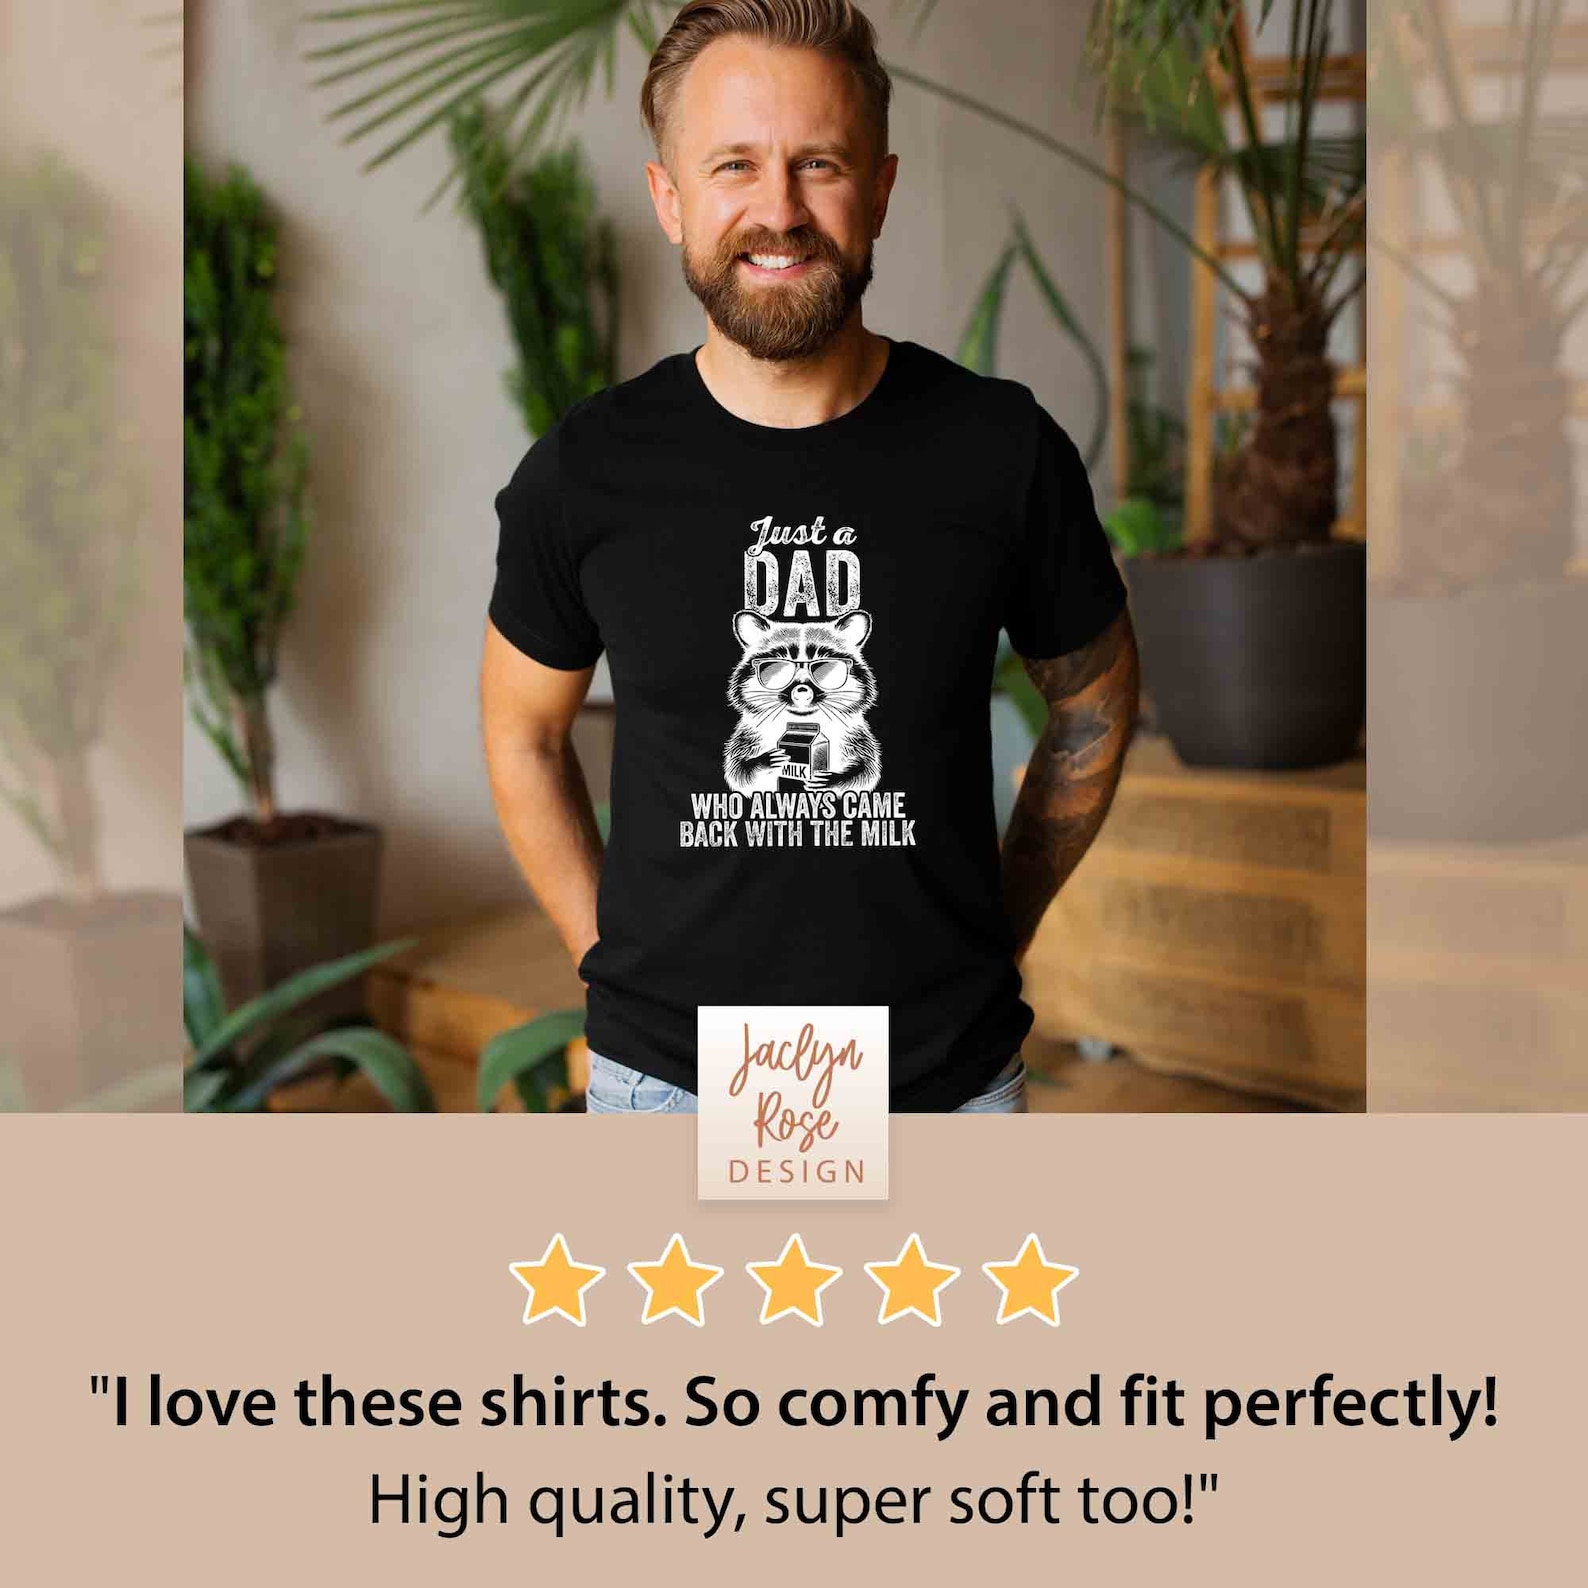 Just a
DAD
MILK
WHO ALWAYS CAME
BACK WITH THE MILK
Jaclyn
Rose
DESIGN
"I love these shirts. So comfy and fit perfectly!
High quality, super soft too!"